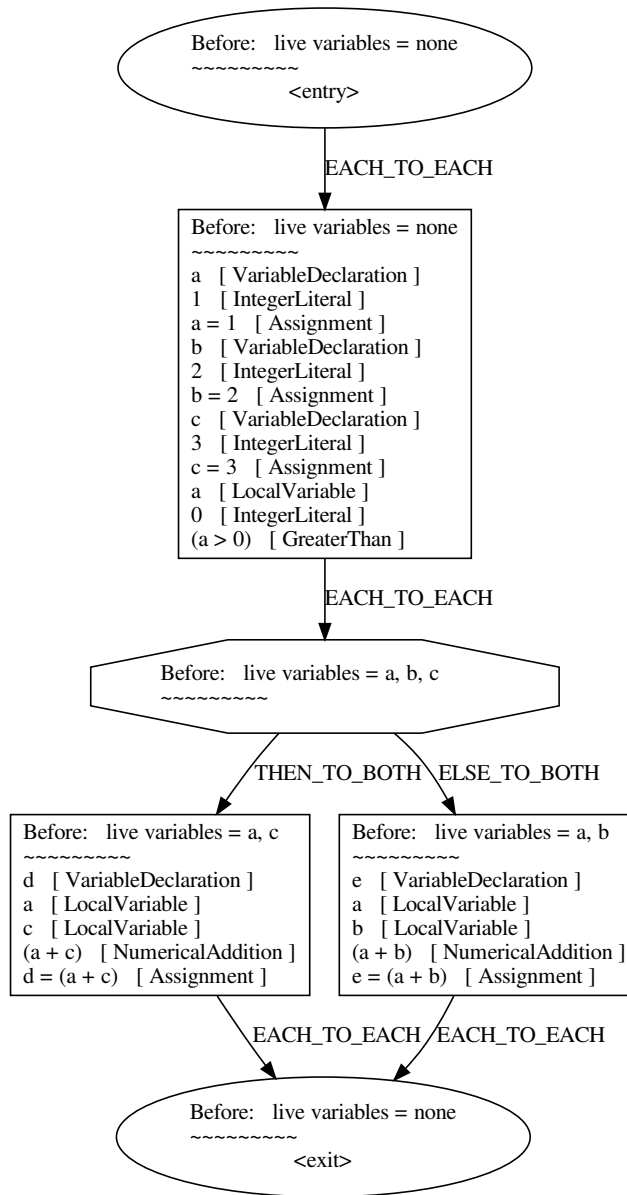 Before:   live variables = none
~~~~~~~~~
<entry>
EACH_TO_EACH
Before:   live variables = none
~~~~~~~~~
a   [ VariableDeclaration ]
1   [ IntegerLiteral ]
a = 1   [ Assignment ]
b   [ VariableDeclaration ]
2   [ IntegerLiteral ]
b = 2   [ Assignment ]
c   [ VariableDeclaration ]
3   [ IntegerLiteral ]
c = 3   [ Assignment ]
a   [ LocalVariable ]
0   [ IntegerLiteral ]
(a > 0)   [ GreaterThan ]
EACH_TO_EACH
Before:   live variables = a, b, c
~~~~~~~~~
THEN_TO_BOTH
ELSE_TO_BOTH
Before:   live variables = a, c
~~~~~~~~~
d   [ VariableDeclaration ]
a   [ LocalVariable ]
c   [ LocalVariable ]
(a + c)   [ NumericalAddition ]
d = (a + c)   [ Assignment ]
Before:   live variables = a, b
~~~~~~~~~
e   [ VariableDeclaration ]
a   [ LocalVariable ]
b   [ LocalVariable ]
(a + b)   [ NumericalAddition ]
e = (a + b)   [ Assignment ]
EACH_TO_EACH
EACH_TO_EACH
Before:   live variables = none
~~~~~~~~~
<exit>